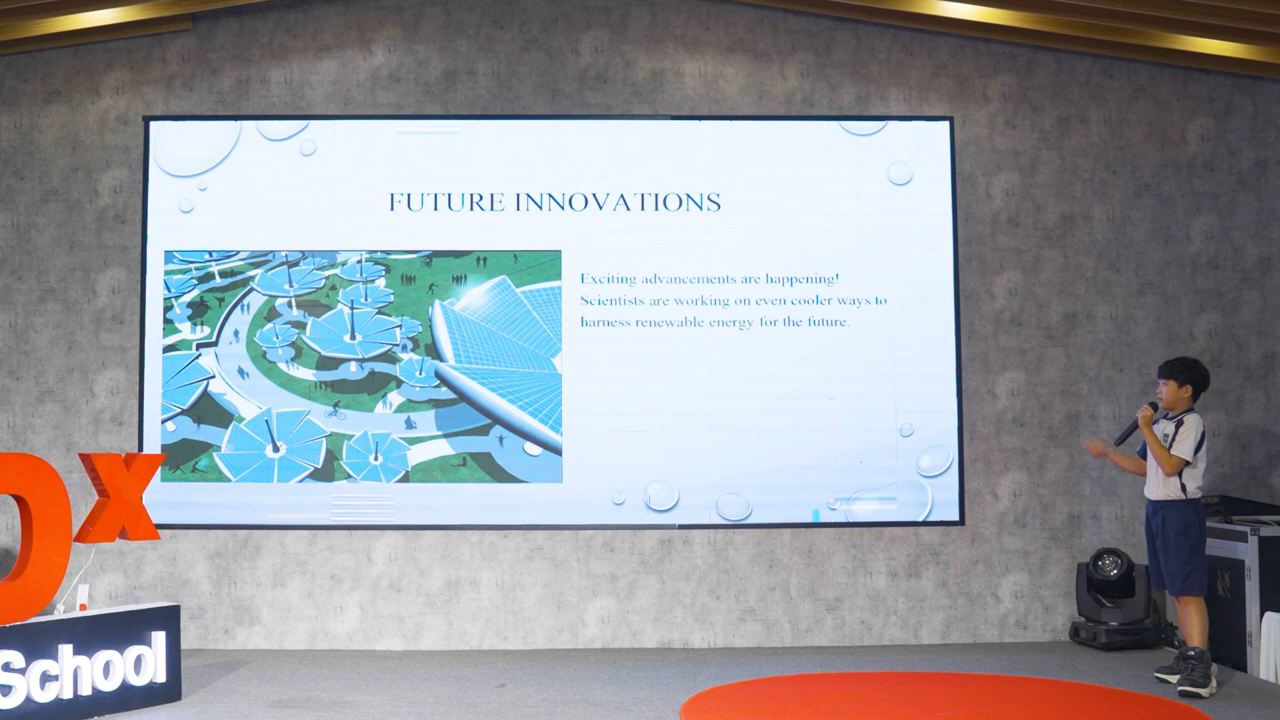 FUTURE INNOVATIONS
Exciting advancements are happening!
Scientists are working on even cooler ways to
harness renewable energy for the future.
Dx
School